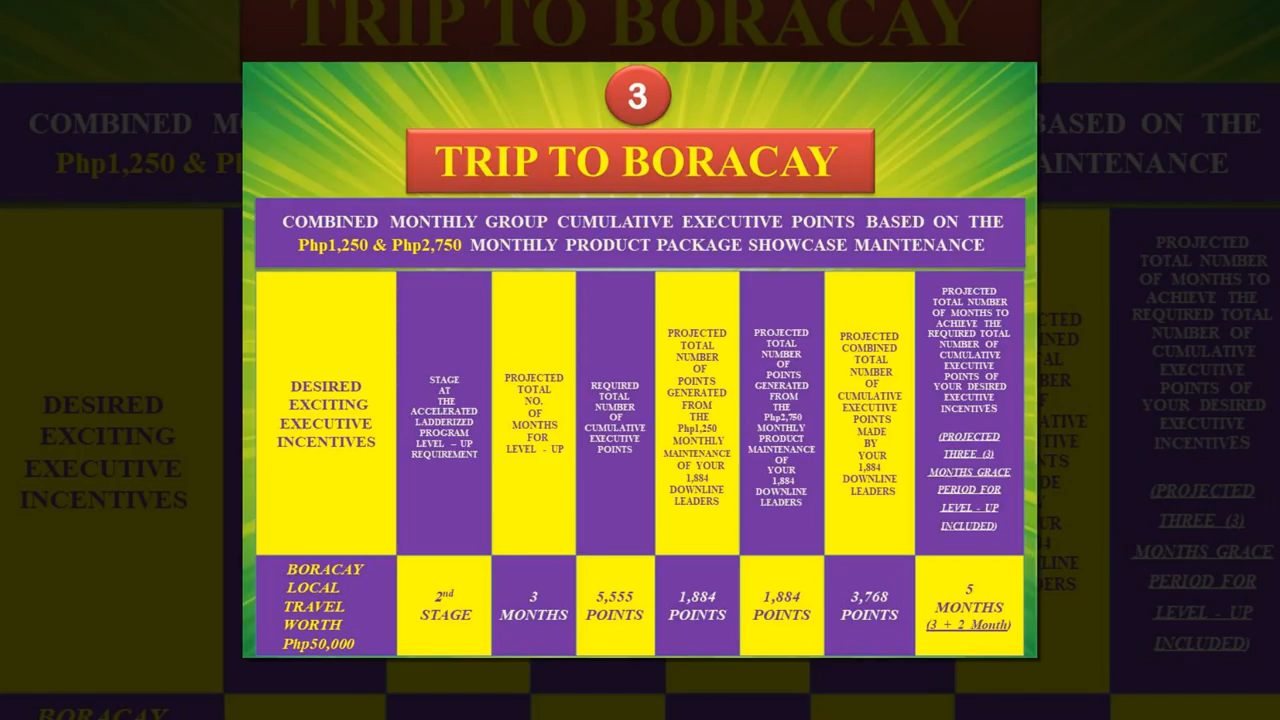 3
TRIP TO BORACAY
COMBINED MONTHLY GROUP CUMULATIVE EXECUTIVE POINTS BASED ON THE
Php1,250 & Php2,750 MONTHLY PRODUCT PACKAGE SHOWCASE MAINTENANCE
DESIRED
EXCITING
EXECUTIVE
INCENTIVES
STAGE
AT
THE
ACCELERATED
LADDERIZED
PROGRAM
LEVEL – UP
REQUIREMENT
PROJECTED
TOTAL
NO.
OF
MONTHS
FOR
LEVEL - UP
REQUIRED
TOTAL
NUMBER
OF
CUMULATIVE
EXECUTIVE
POINTS
PROJECTED
TOTAL
NUMBER
OF
POINTS
GENERATED
FROM
THE
Php1,250
MONTHLY
MAINTENANCE
OF YOUR
1,884
DOWNLINE
LEADERS
PROJECTED
TOTAL
NUMBER
OF
POINTS
GENERATED
FROM
THE
Php2,750
MONTHLY
PRODUCT
MAINTENANCE
OF
YOUR
1,884
DOWNLINE
LEADERS
PROJECTED
COMBINED
TOTAL
NUMBER
OF
CUMULATIVE
EXECUTIVE
POINTS
MADE
BY
YOUR
1,884
DOWNLINE
LEADERS
PROJECTED
TOTAL NUMBER
OF MONTHS TO
ACHIEVE THE
REQUIRED TOTAL
NUMBER OF
CUMULATIVE
EXECUTIVE
POINTS OF
YOUR DESIRED
EXECUTIVE
INCENTIVES
(PROJECTED
THREE (3)
MONTHS GRACE
PERIOD FOR
LEVEL - UP
INCLUDED)
BORACAY
LOCAL
TRAVEL
WORTH
Php50,000
2nd
STAGE
3
MONTHS
5,555
POINTS
1,884
POINTS
1,884
POINTS
3,768
POINTS
5
MONTHS
(3 + 2 Month)